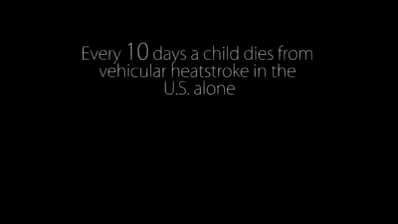 Every 10 days a child dies from
vehicular heatstroke in the
U.S. alone